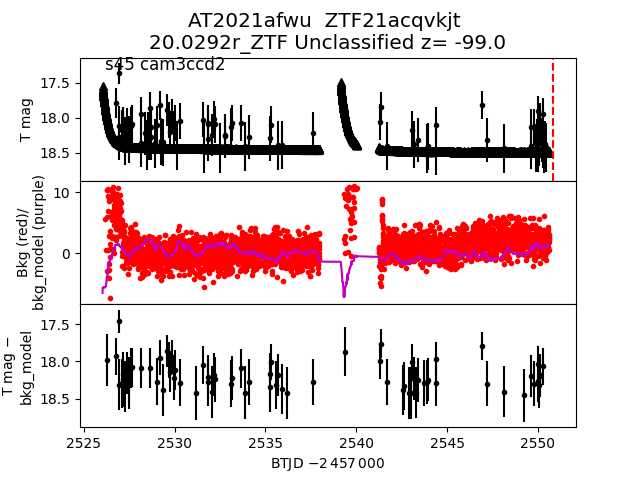 AT2021afwu  ZTF21acqvkjt
20.0292r_ZTF Unclassified z= -99.0
s45 cam3ccd2
17.5
18.0
18.5
T mag
10
0
Bkg (red)/
bkg_model (purple)
17.5
18.0
18.5
T mag −
bkg_model
2525
2530
2535
2540
2545
2550
BTJD −2 457 000